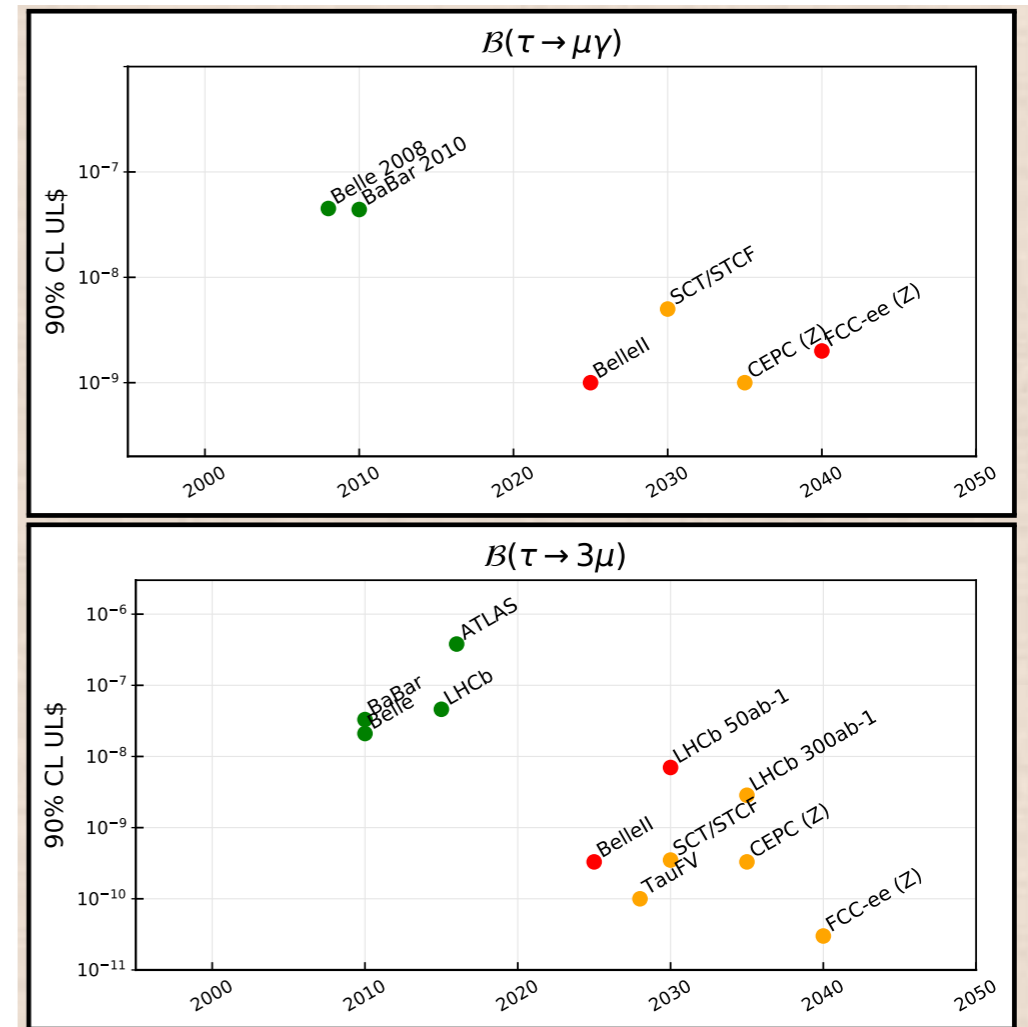 ℬ(τ → μγ)
90% CL UL$
10⁻⁷
10⁻⁸
10⁻⁹
Belle 2008
BaBar 2010
SCT/STCF
BelleII
CEPC (Z)
FCC-ee (Z)
2000 2010 2020 2030 2040 2050
ℬ(τ → 3μ)
90% CL UL$
10⁻⁶
10⁻⁷
10⁻⁸
10⁻⁹
10⁻¹⁰
10⁻¹¹
ATLAS
BaBar
Belle
LHCb
LHCb 50ab-1
LHCb 300ab-1
BelleII
SCT/STCF
TauFV
CEPC (Z)
FCC-ee (Z)
2000 2010 2020 2030 2040 2050